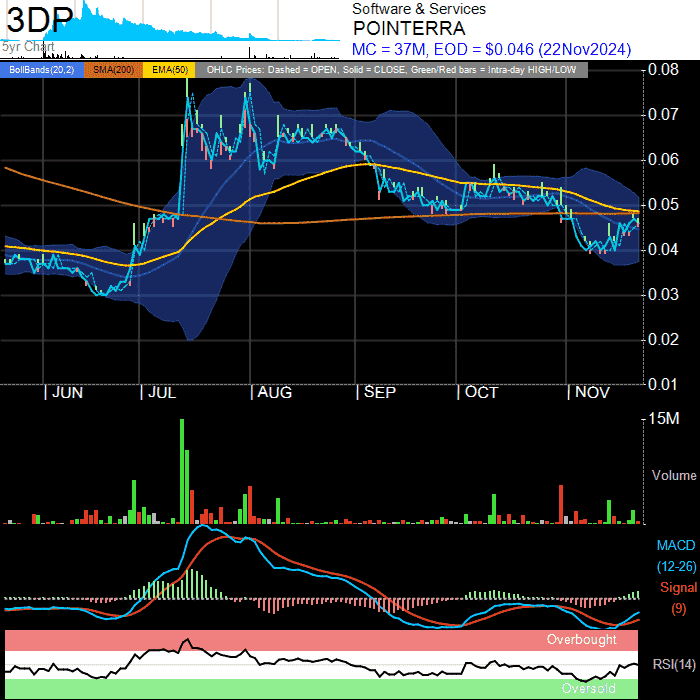 3DP
5yr Chart
Software & Services
POINTERRA
MC = 37M, EOD = $0.046 (22Nov2024)
BollBands(20,2) SMA(200) EMA(50) OHLC Prices: Dashed = OPEN, Solid = CLOSE, Green/Red bars = Intra-day HIGH/LOW
0.08
0.07
0.06
0.05
0.04
0.03
0.02
0.01
JUN JUL AUG SEP OCT NOV
15M
Volume
MACD
(12-26)
Signal
(9)
Overbought
RSI(14)
Oversold